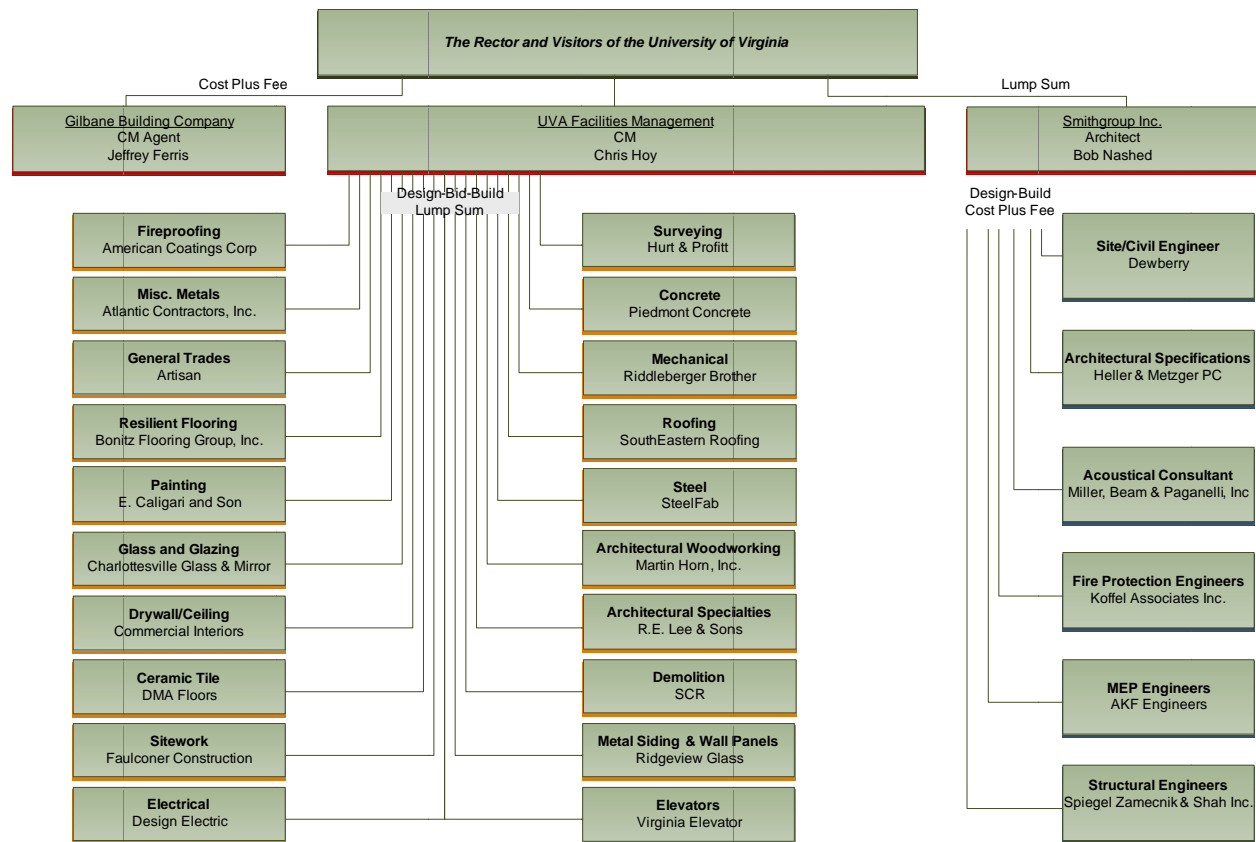 The Rector and Visitors of the University of Virginia
Cost Plus Fee
Lump Sum
Gilbane Building Company
CM Agent
Jeffrey Ferris
UVA Facilities Management
CM
Chris Hoy
Smithgroup Inc.
Architect
Bob Nashed
Design-Bid-Build
Lump Sum
Design-Build
Cost Plus Fee
Fireproofing
American Coatings Corp
Misc. Metals
Atlantic Contractors, Inc.
General Trades
Artisan
Resilient Flooring
Bonitz Flooring Group, Inc.
Painting
E. Caligari and Son
Glass and Glazing
Charlottesville Glass & Mirror
Drywall/Ceiling
Commercial Interiors
Ceramic Tile
DMA Floors
Sitework
Faulconer Construction
Electrical
Design Electric
Surveying
Hurt & Profitt
Concrete
Piedmont Concrete
Mechanical
Riddleberger Brother
Roofing
SouthEastern Roofing
Steel
SteelFab
Architectural Woodworking
Martin Horn, Inc.
Architectural Specialties
R.E. Lee & Sons
Demolition
SCR
Metal Siding & Wall Panels
Ridgeview Glass
Elevators
Virginia Elevator
Site/Civil Engineer
Dewberry
Architectural Specifications
Heller & Metzger PC
Acoustical Consultant
Miller, Beam & Paganelli, Inc
Fire Protection Engineers
Koffel Associates Inc.
MEP Engineers
AKF Engineers
Structural Engineers
Spiegel Zamecnik & Shah Inc.